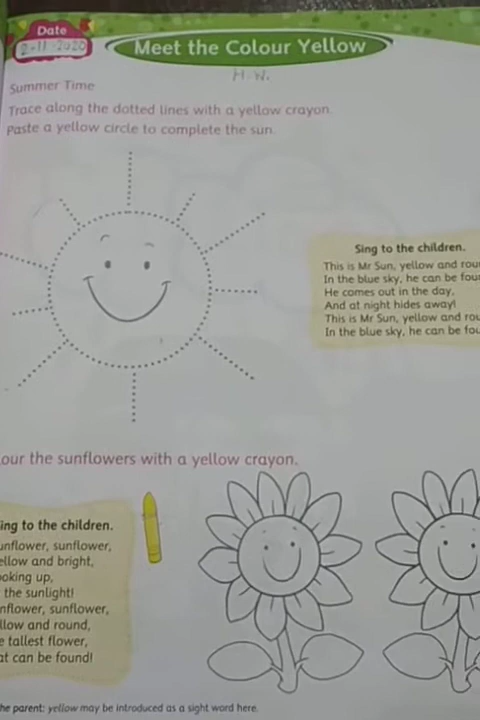 Date
2-11-2020
Meet the Colour Yellow
H.W.
Summer Time
Trace along the dotted lines with a yellow crayon.
Paste a yellow circle to complete the sun.
Sing to the children.
This is Mr Sun, yellow and rou
In the blue sky, he can be fou
He comes out in the day,
And at night hides away!
This is Mr Sun, yellow and rou
In the blue sky, he can be fou
our the sunflowers with a yellow crayon.
ing to the children.
unflower, sunflower,
ellow and bright,
ooking up,
the sunlight!
nflower, sunflower,
llow and round,
e tallest flower,
at can be found!
he parent: yellow may be introduced as a sight word here.